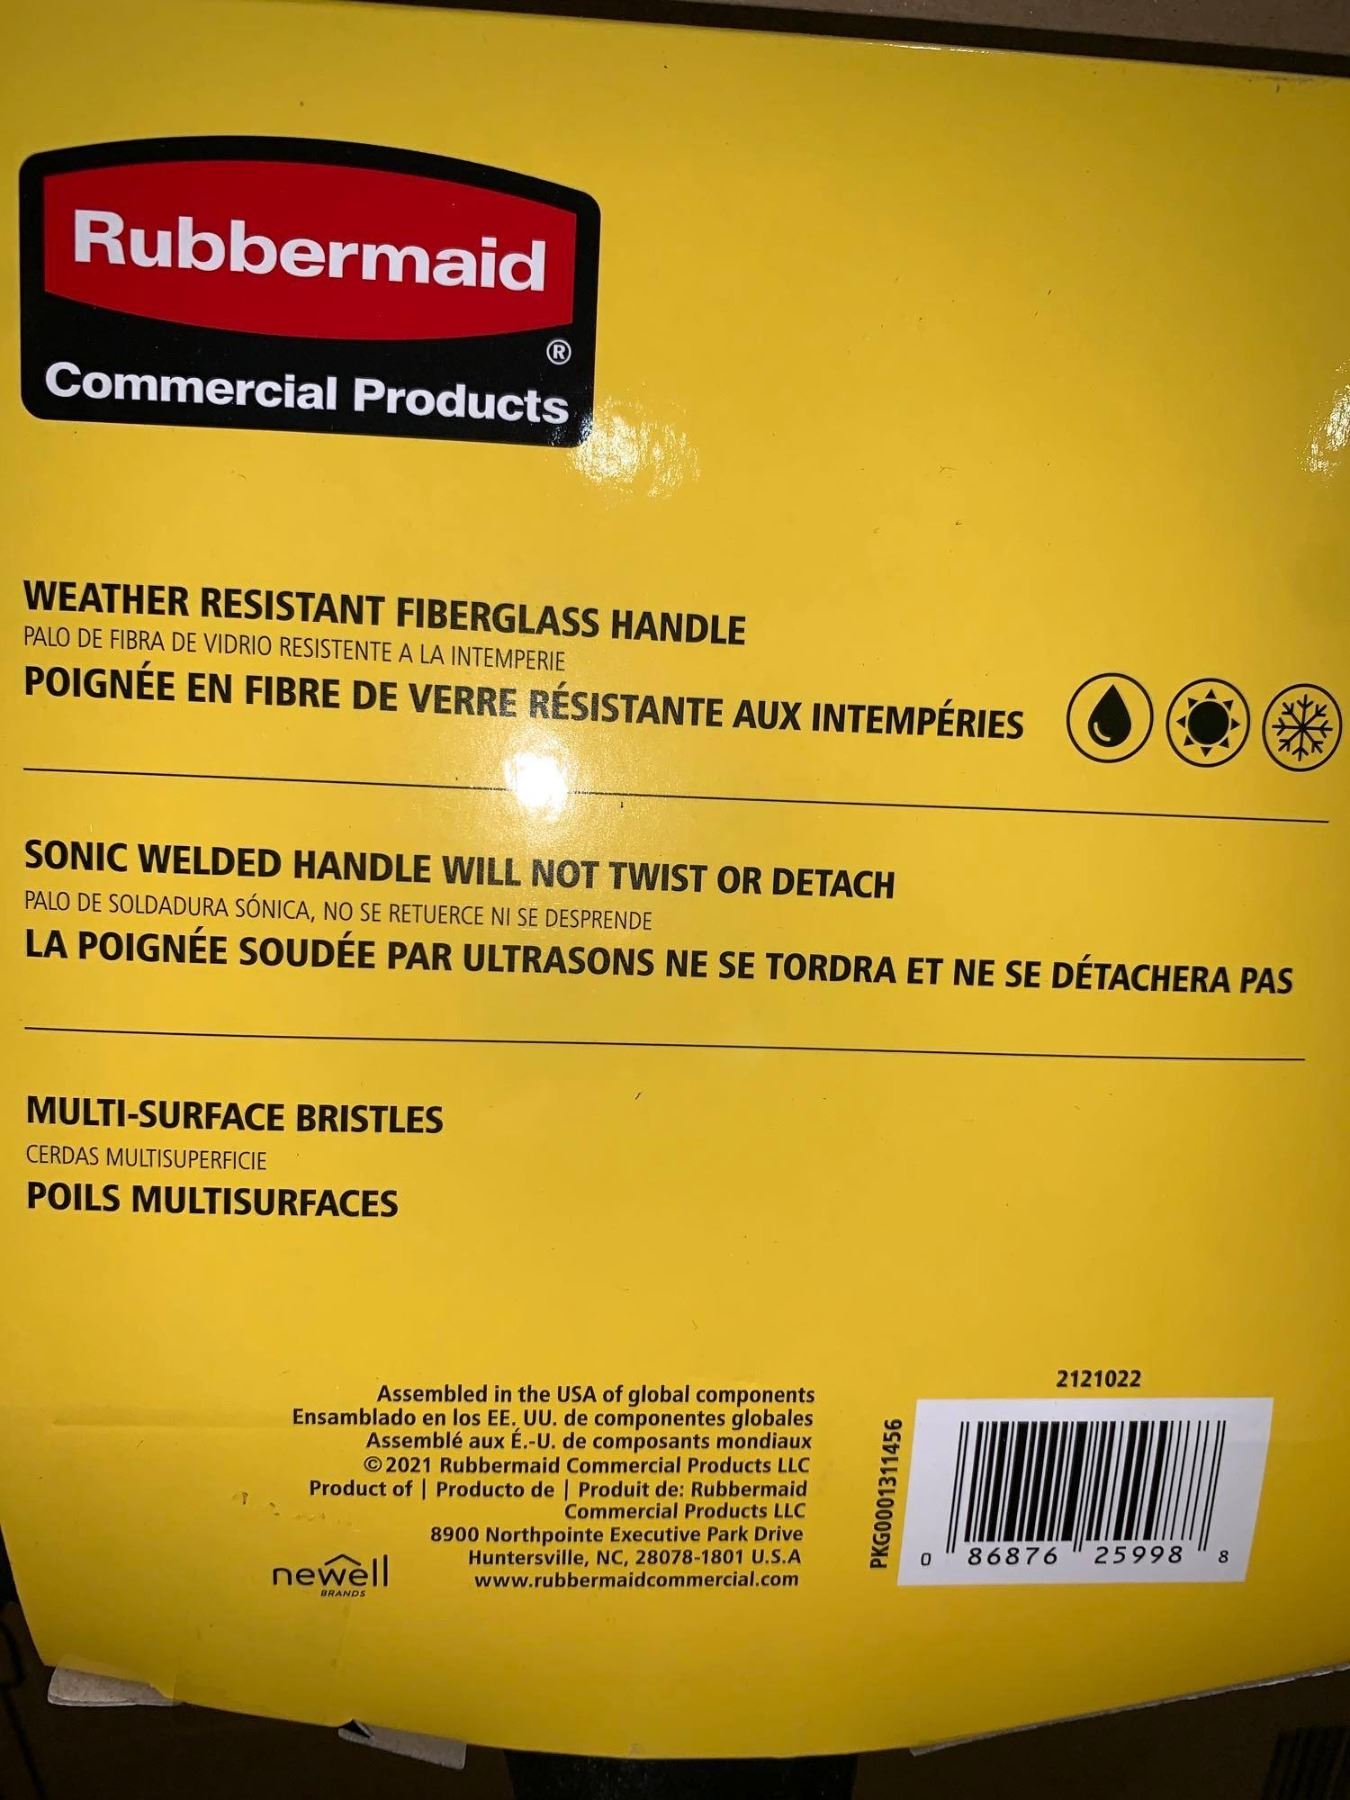 Rubbermaid
®
Commercial Products
WEATHER RESISTANT FIBERGLASS HANDLE
PALO DE FIBRA DE VIDRIO RESISTENTE A LA INTEMPERIE
POIGNÉE EN FIBRE DE VERRE RÉSISTANTE AUX INTEMPÉRIES
SONIC WELDED HANDLE WILL NOT TWIST OR DETACH
PALO DE SOLDADURA SÓNICA, NO SE RETUERCE NI SE DESPRENDE
LA POIGNÉE SOUDÉE PAR ULTRASONS NE SE TORDRA ET NE SE DÉTACHERA PAS
MULTI-SURFACE BRISTLES
CERDAS MULTISUPERFICIE
POILS MULTISURFACES
Assembled in the USA of global components
Ensamblado en los EE. UU. de componentes globales
Assemblé aux É.-U. de composants mondiaux
©2021 Rubbermaid Commercial Products LLC
Product of | Producto de | Produit de: Rubbermaid
Commercial Products LLC
8900 Northpointe Executive Park Drive
Huntersville, NC, 28078-1801 U.S.A
www.rubbermaidcommercial.com
newell
BRANDS
PKG0001311456
2121022
0 86876 25998 8